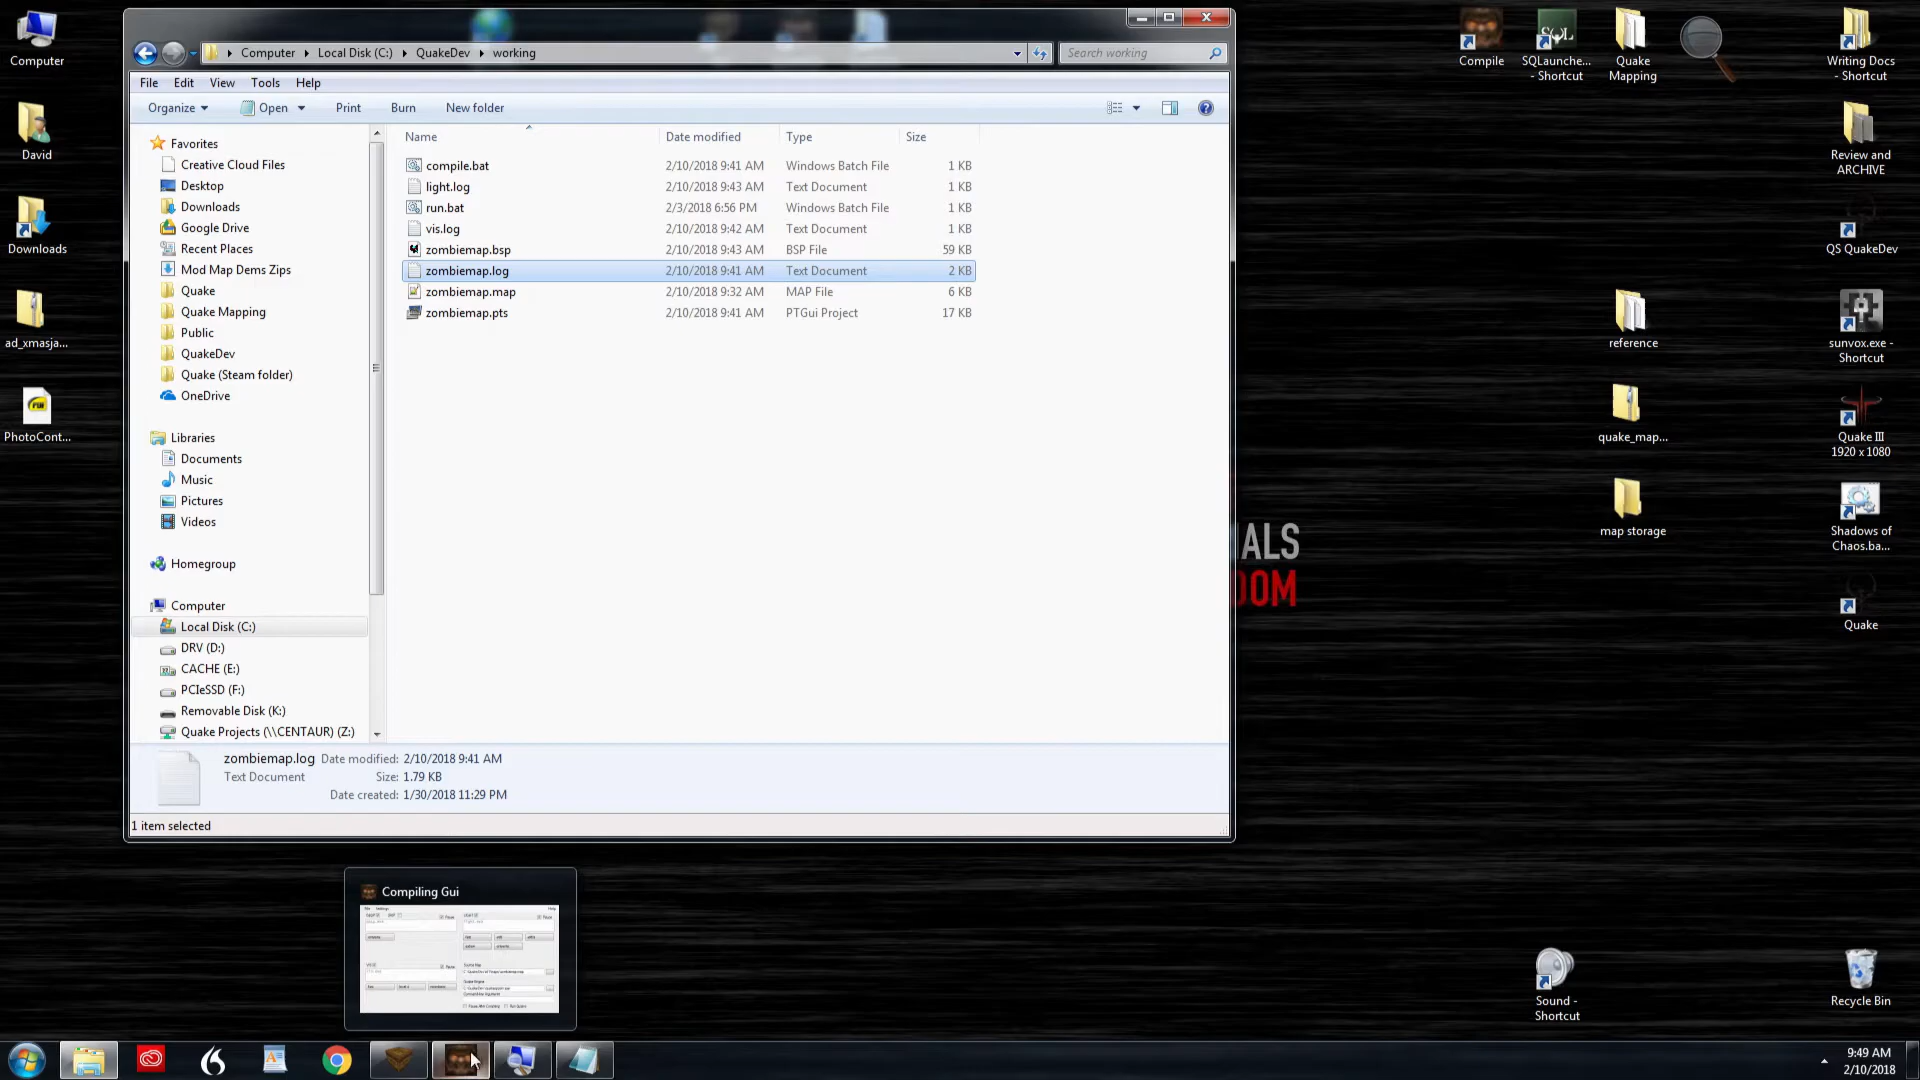 Computer
David
Downloads
ad_xmasja...
PhotoCont...
Computer Local Disk (C:) QuakeDev working
Search working
File Edit View Tools Help
Organize Open Print Burn New folder
Favorites
Creative Cloud Files
Desktop
Downloads
Google Drive
Recent Places
Mod Map Dems Zips
Quake
Quake Mapping
Public
QuakeDev
Quake (Steam folder)
OneDrive
Libraries
Documents
Music
Pictures
Videos
Homegroup
Computer
Local Disk (C:)
DRV (D:)
CACHE (E:)
PCIeSSD (F:)
Removable Disk (K:)
Quake Projects (\\CENTAUR) (Z:)
Name Date modified Type Size
compile.bat 2/10/2018 9:41 AM Windows Batch File 1 KB
light.log 2/10/2018 9:43 AM Text Document 1 KB
run.bat 2/3/2018 6:56 PM Windows Batch File 1 KB
vis.log 2/10/2018 9:42 AM Text Document 1 KB
zombiemap.bsp 2/10/2018 9:43 AM BSP File 59 KB
zombiemap.log 2/10/2018 9:41 AM Text Document 2 KB
zombiemap.map 2/10/2018 9:32 AM MAP File 6 KB
zombiemap.pts 2/10/2018 9:41 AM PTGui Project 17 KB
zombiemap.log Date modified: 2/10/2018 9:41 AM
Text Document Size: 1.79 KB
Date created: 1/30/2018 11:29 PM
1 item selected
ALS
DOM
Compiling Gui
Compile
SQLaunche...
- Shortcut
Quake
Mapping
Writing Docs
- Shortcut
Review and
ARCHIVE
QS QuakeDev
reference
sunvox.exe -
Shortcut
quake_map...
Quake III
1920 x 1080
map storage
Shadows of
Chaos.ba...
Quake
Sound -
Shortcut
Recycle Bin
9:49 AM
2/10/2018